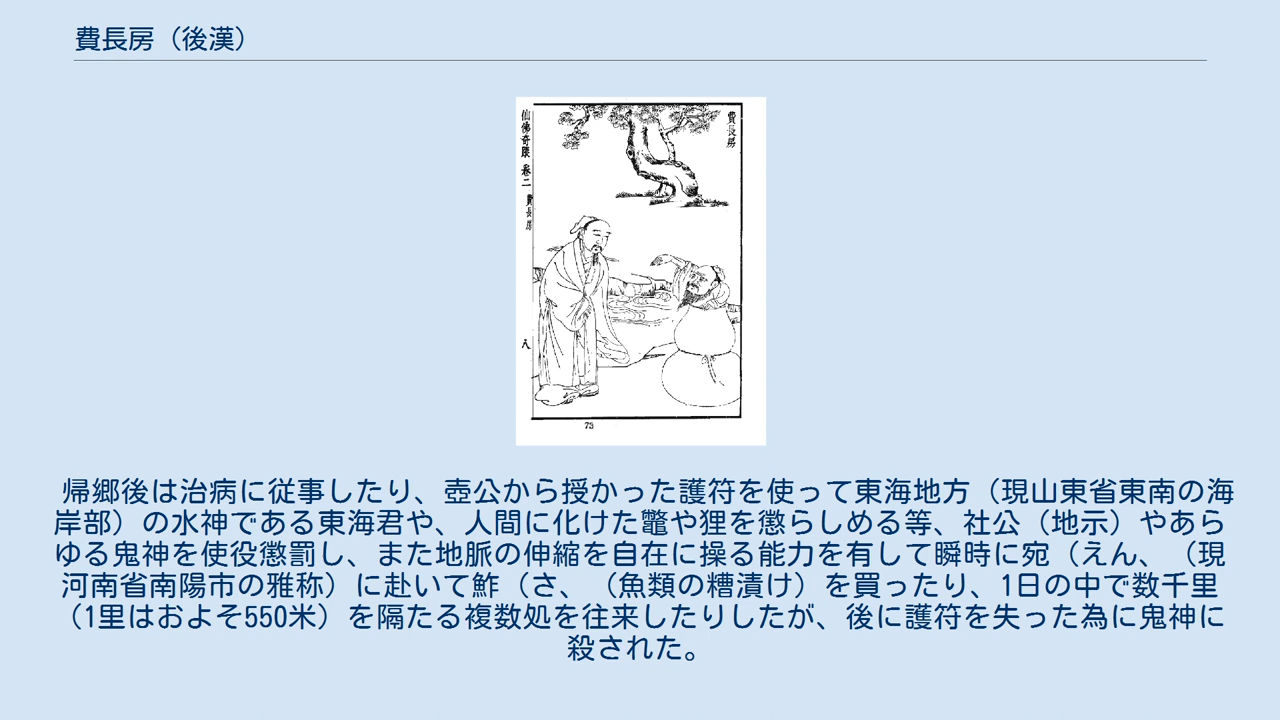 費長房（後漢）
費長房
仙佛奇蹤 卷二 費長房
八
73
帰郷後は治病に従事したり、壺公から授かった護符を使って東海地方（現山東省東南の海
岸部）の水神である東海君や、人間に化けた鼈や狸を懲らしめる等、社公（地示）やあら
ゆる鬼神を使役懲罰し、また地脈の伸縮を自在に操る能力を有して瞬時に宛（えん、（現
河南省南陽市の雅称）に赴いて鮓（さ、（魚類の糟漬け）を買ったり、1日の中で数千里
（1里はおよそ550米）を隔たる複数処を往来したりしたが、後に護符を失った為に鬼神に
殺された。